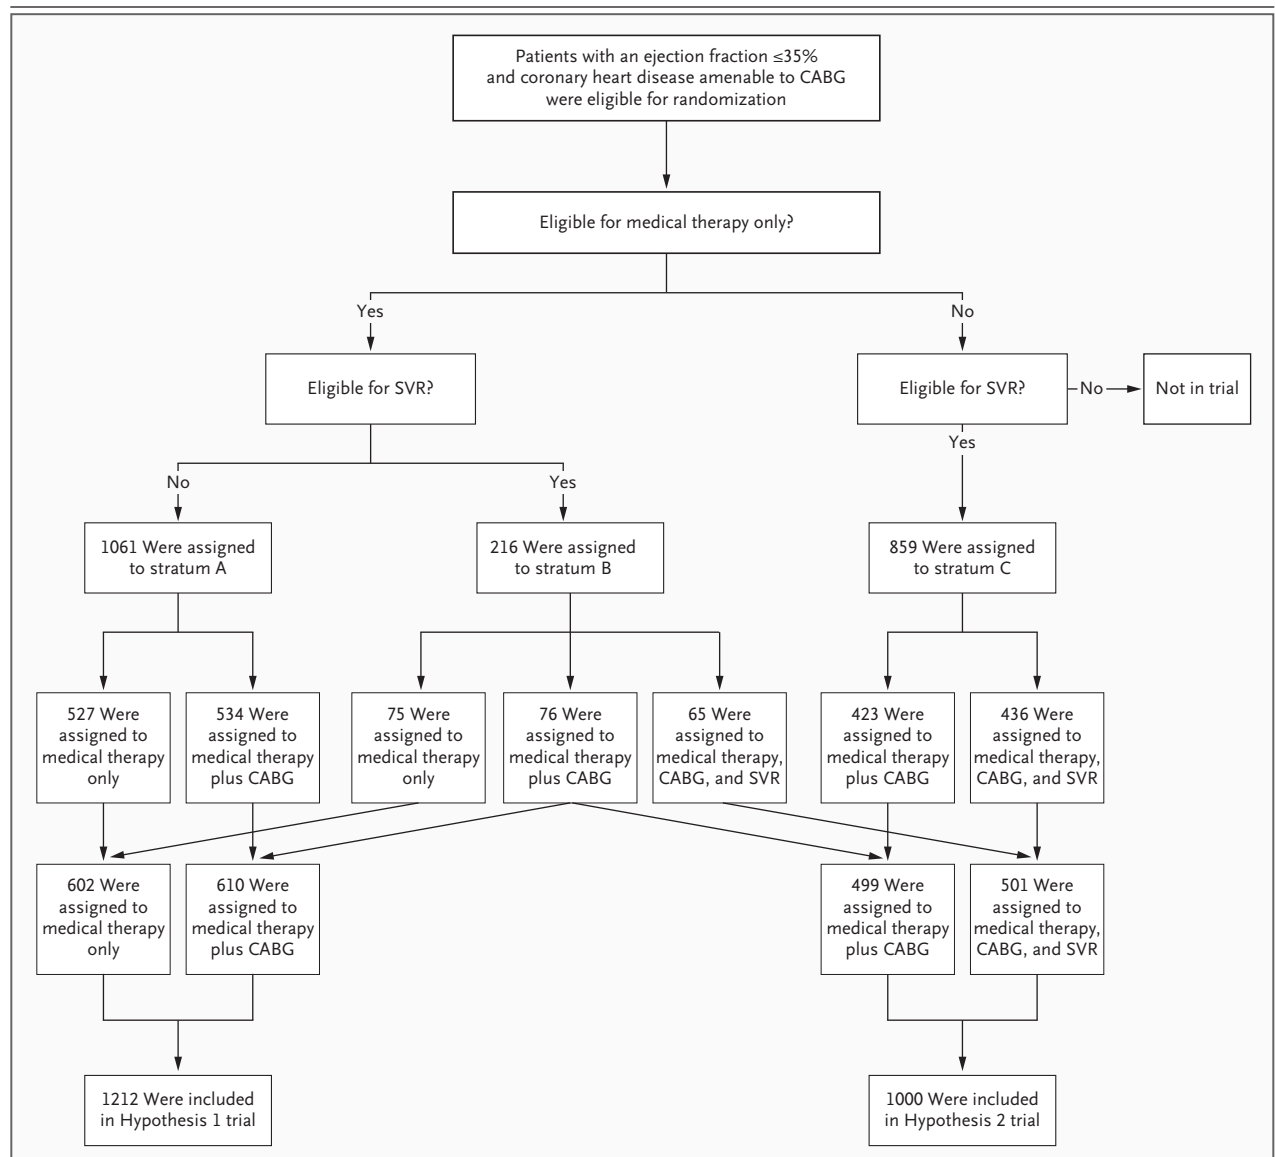 Patients with an ejection fraction ≤35%
and coronary heart disease amenable to CABG
were eligible for randomization
Eligible for medical therapy only?
Yes
No
Eligible for SVR?
Eligible for SVR?
No
Not in trial
Yes
No
Yes
1061 Were assigned
to stratum A
216 Were assigned
to stratum B
859 Were assigned
to stratum C
527 Were
assigned to
medical therapy
only
534 Were
assigned to
medical therapy
plus CABG
75 Were
assigned to
medical therapy
only
76 Were
assigned to
medical therapy
plus CABG
65 Were
assigned to
medical therapy,
CABG, and SVR
423 Were
assigned to
medical therapy
plus CABG
436 Were
assigned to
medical therapy,
CABG, and SVR
602 Were
assigned to
medical therapy
only
610 Were
assigned to
medical therapy
plus CABG
499 Were
assigned to
medical therapy
plus CABG
501 Were
assigned to
medical therapy,
CABG, and SVR
1212 Were included
in Hypothesis 1 trial
1000 Were included
in Hypothesis 2 trial